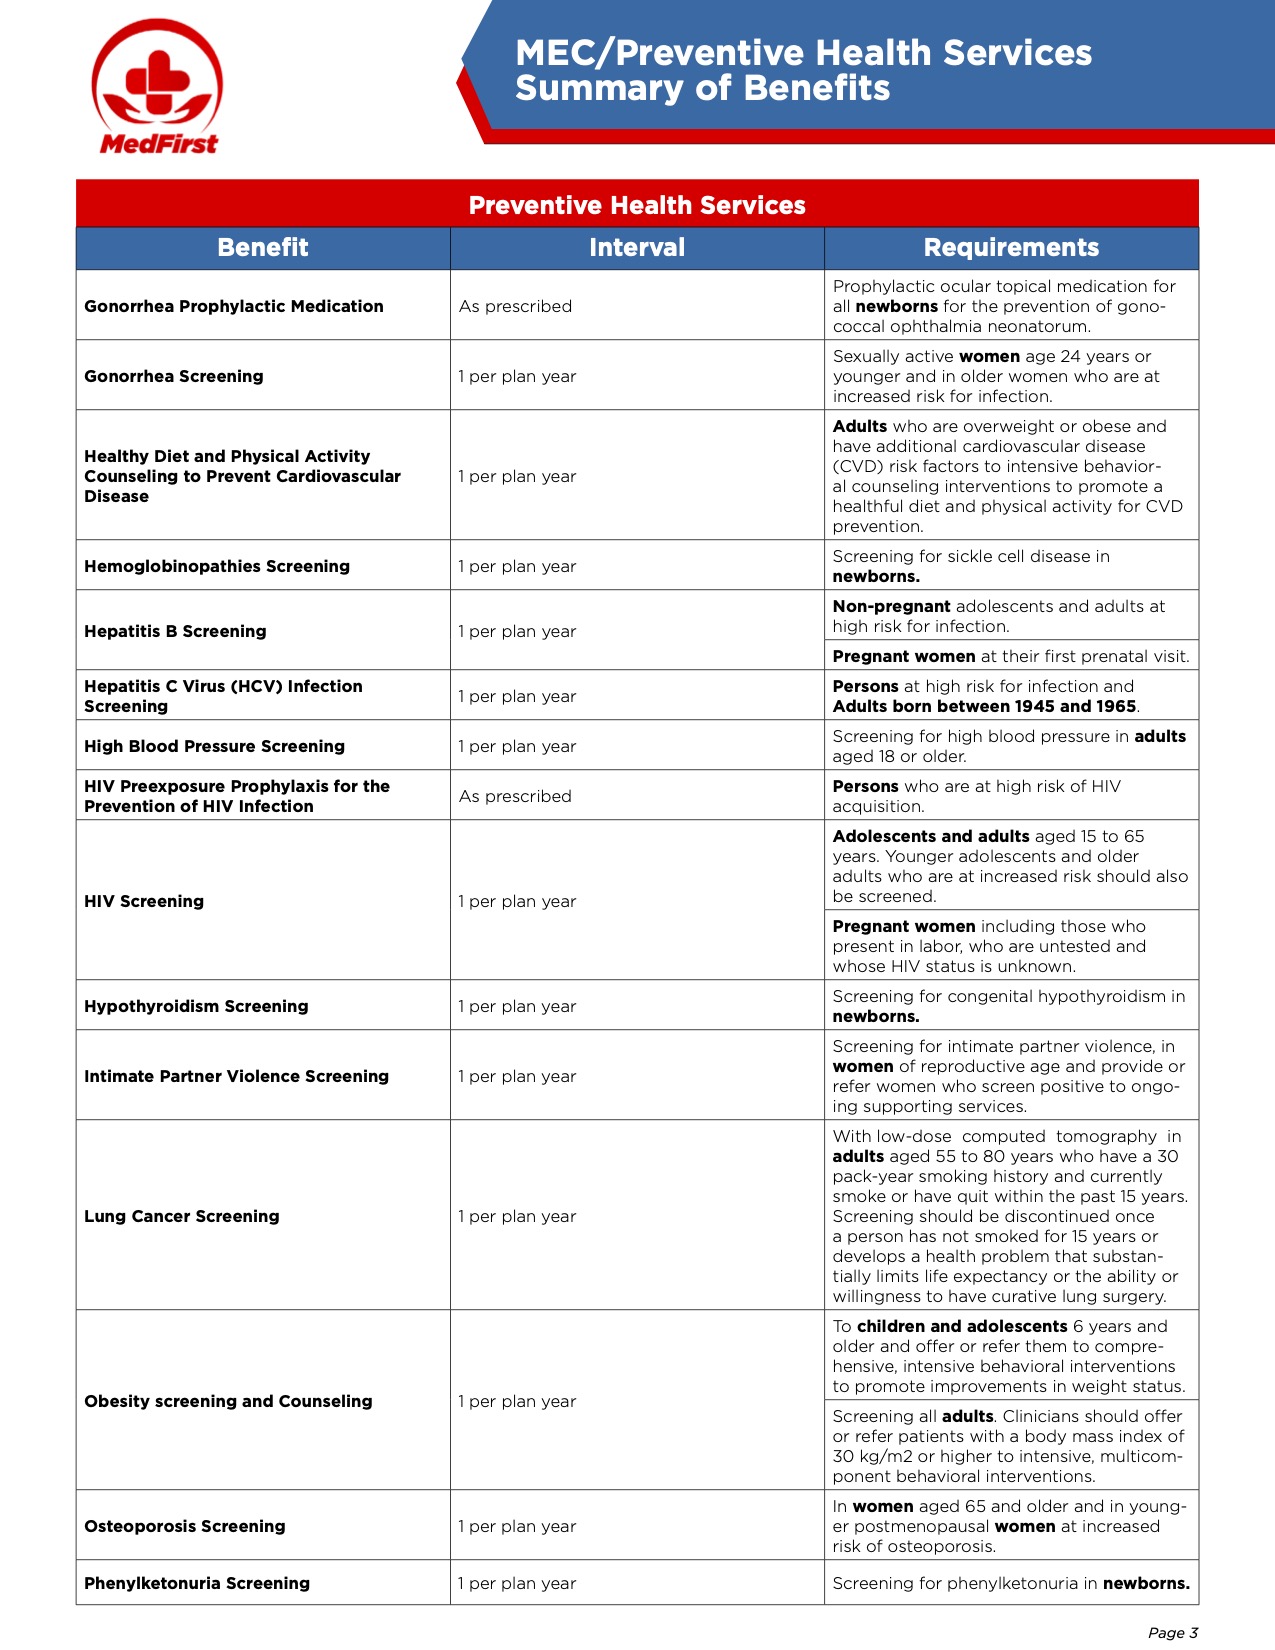 MedFirst
MEC/Preventive Health Services
Summary of Benefits
Preventive Health Services
Benefit
Interval
Requirements
Gonorrhea Prophylactic Medication
As prescribed
Prophylactic ocular topical medication for
all newborns for the prevention of gono-
coccal ophthalmia neonatorum.
Gonorrhea Screening
1 per plan year
Sexually active women age 24 years or
younger and in older women who are at
increased risk for infection.
Healthy Diet and Physical Activity
Counseling to Prevent Cardiovascular
Disease
1 per plan year
Adults who are overweight or obese and
have additional cardiovascular disease
(CVD) risk factors to intensive behavior-
al counseling interventions to promote a
healthful diet and physical activity for CVD
prevention.
Hemoglobinopathies Screening
1 per plan year
Screening for sickle cell disease in
newborns.
Hepatitis B Screening
1 per plan year
Non-pregnant adolescents and adults at
high risk for infection.
Pregnant women at their first prenatal visit.
Hepatitis C Virus (HCV) Infection
Screening
1 per plan year
Persons at high risk for infection and
Adults born between 1945 and 1965.
High Blood Pressure Screening
1 per plan year
Screening for high blood pressure in adults
aged 18 or older.
HIV Preexposure Prophylaxis for the
Prevention of HIV Infection
As prescribed
Persons who are at high risk of HIV
acquisition.
HIV Screening
1 per plan year
Adolescents and adults aged 15 to 65
years. Younger adolescents and older
adults who are at increased risk should also
be screened.
Pregnant women including those who
present in labor, who are untested and
whose HIV status is unknown.
Hypothyroidism Screening
1 per plan year
Screening for congenital hypothyroidism in
newborns.
Intimate Partner Violence Screening
1 per plan year
Screening for intimate partner violence, in
women of reproductive age and provide or
refer women who screen positive to ongo-
ing supporting services.
Lung Cancer Screening
1 per plan year
With low-dose computed tomography in
adults aged 55 to 80 years who have a 30
pack-year smoking history and currently
smoke or have quit within the past 15 years.
Screening should be discontinued once
a person has not smoked for 15 years or
develops a health problem that substan-
tially limits life expectancy or the ability or
willingness to have curative lung surgery.
Obesity screening and Counseling
1 per plan year
To children and adolescents 6 years and
older and offer or refer them to compre-
hensive, intensive behavioral interventions
to promote improvements in weight status.
Screening all adults. Clinicians should offer
or refer patients with a body mass index of
30 kg/m2 or higher to intensive, multicom-
ponent behavioral interventions.
Osteoporosis Screening
1 per plan year
In women aged 65 and older and in young-
er postmenopausal women at increased
risk of osteoporosis.
Phenylketonuria Screening
1 per plan year
Screening for phenylketonuria in newborns.
Page 3